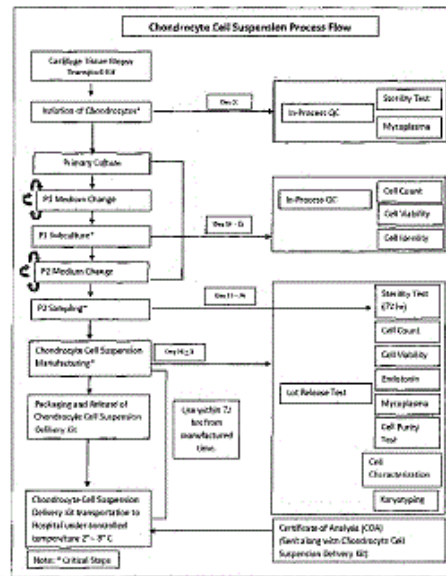 Chondrocyte Cell Suspension Process Flow
Cartilage Tissue Biopsy
Transport Kit
Isolation of Chondrocytes*
In-Process QC
Sterility Test
Mycoplasma
Primary Culture
P1 Medium Change
P1 Subculture*
In-Process QC
Cell Count
Cell Viability
Cell Identity
P2 Medium Change
P2 Sampling*
Sterility Test
(72 hr)
Cell Count
Cell Viability
Endotoxin
Mycoplasma
Cell Purity
Test
Cell
Characterization
Karyotyping
Lot Release Test
Chondrocyte Cell Suspension
Manufacturing*
Packaging and Release of
Chondrocyte Cell Suspension
Delivery Kit
Use within 72
hrs from
manufactured
time.
Chondrocyte Cell Suspension
Delivery Kit transportation to
Hospital under controlled
temperature 2° - 8° C
Certificate of Analysis (COA)
(Sent along with Chondrocyte Cell
Suspension Delivery Kit)
Note: * Critical Steps